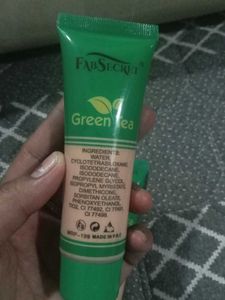 FABSECRET®
Green Tea
INGREDIENTS:
WATER,
CYCLOTETRASILOXANE,
ISODODECANE,
ISODODECANE,
PROPYLENE GLYCOL,
ISOPROPYL MYRISTATE,
DIMETHICONE,
SORBITAN OLEATE,
PHENOXYETHANOL,
CI 77492, CI 77491,
CI 77499.
MADE IN P.R.C